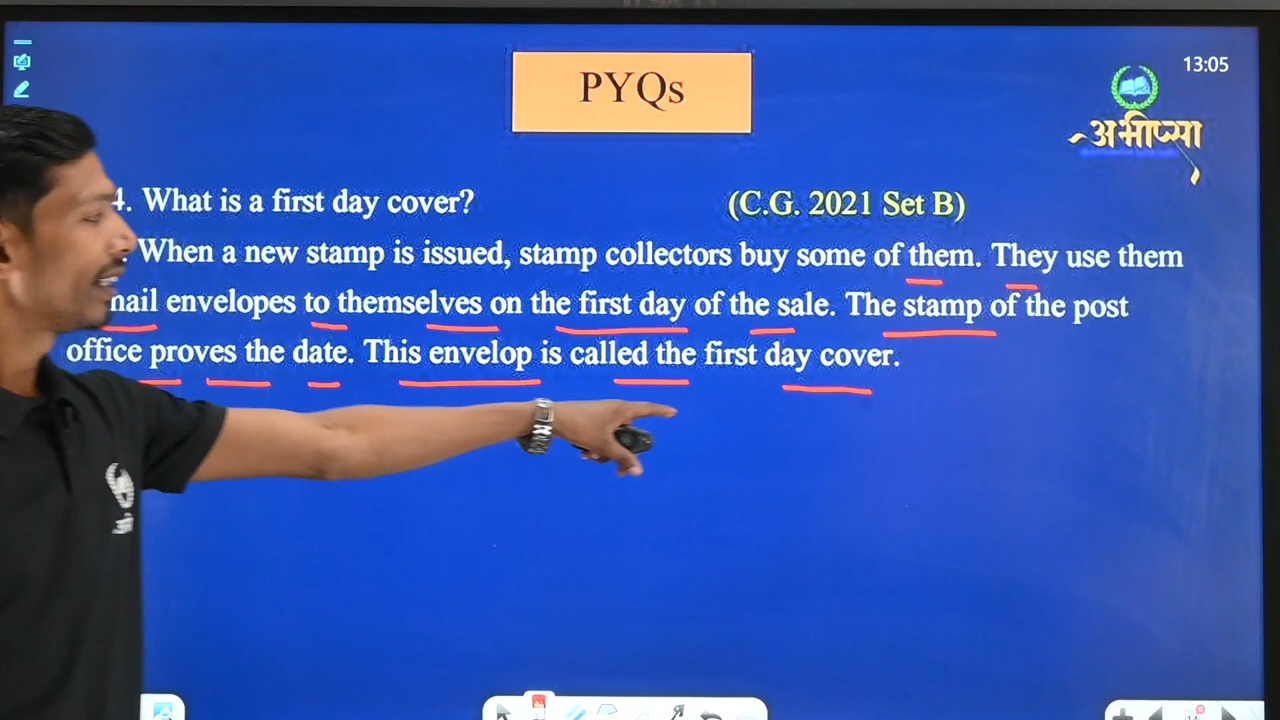 PYQs
13:05
अभीप्सा
4. What is a first day cover? (C.G. 2021 Set B)
. When a new stamp is issued, stamp collectors buy some of them. They use them
mail envelopes to themselves on the first day of the sale. The stamp of the post
office proves the date. This envelop is called the first day cover.